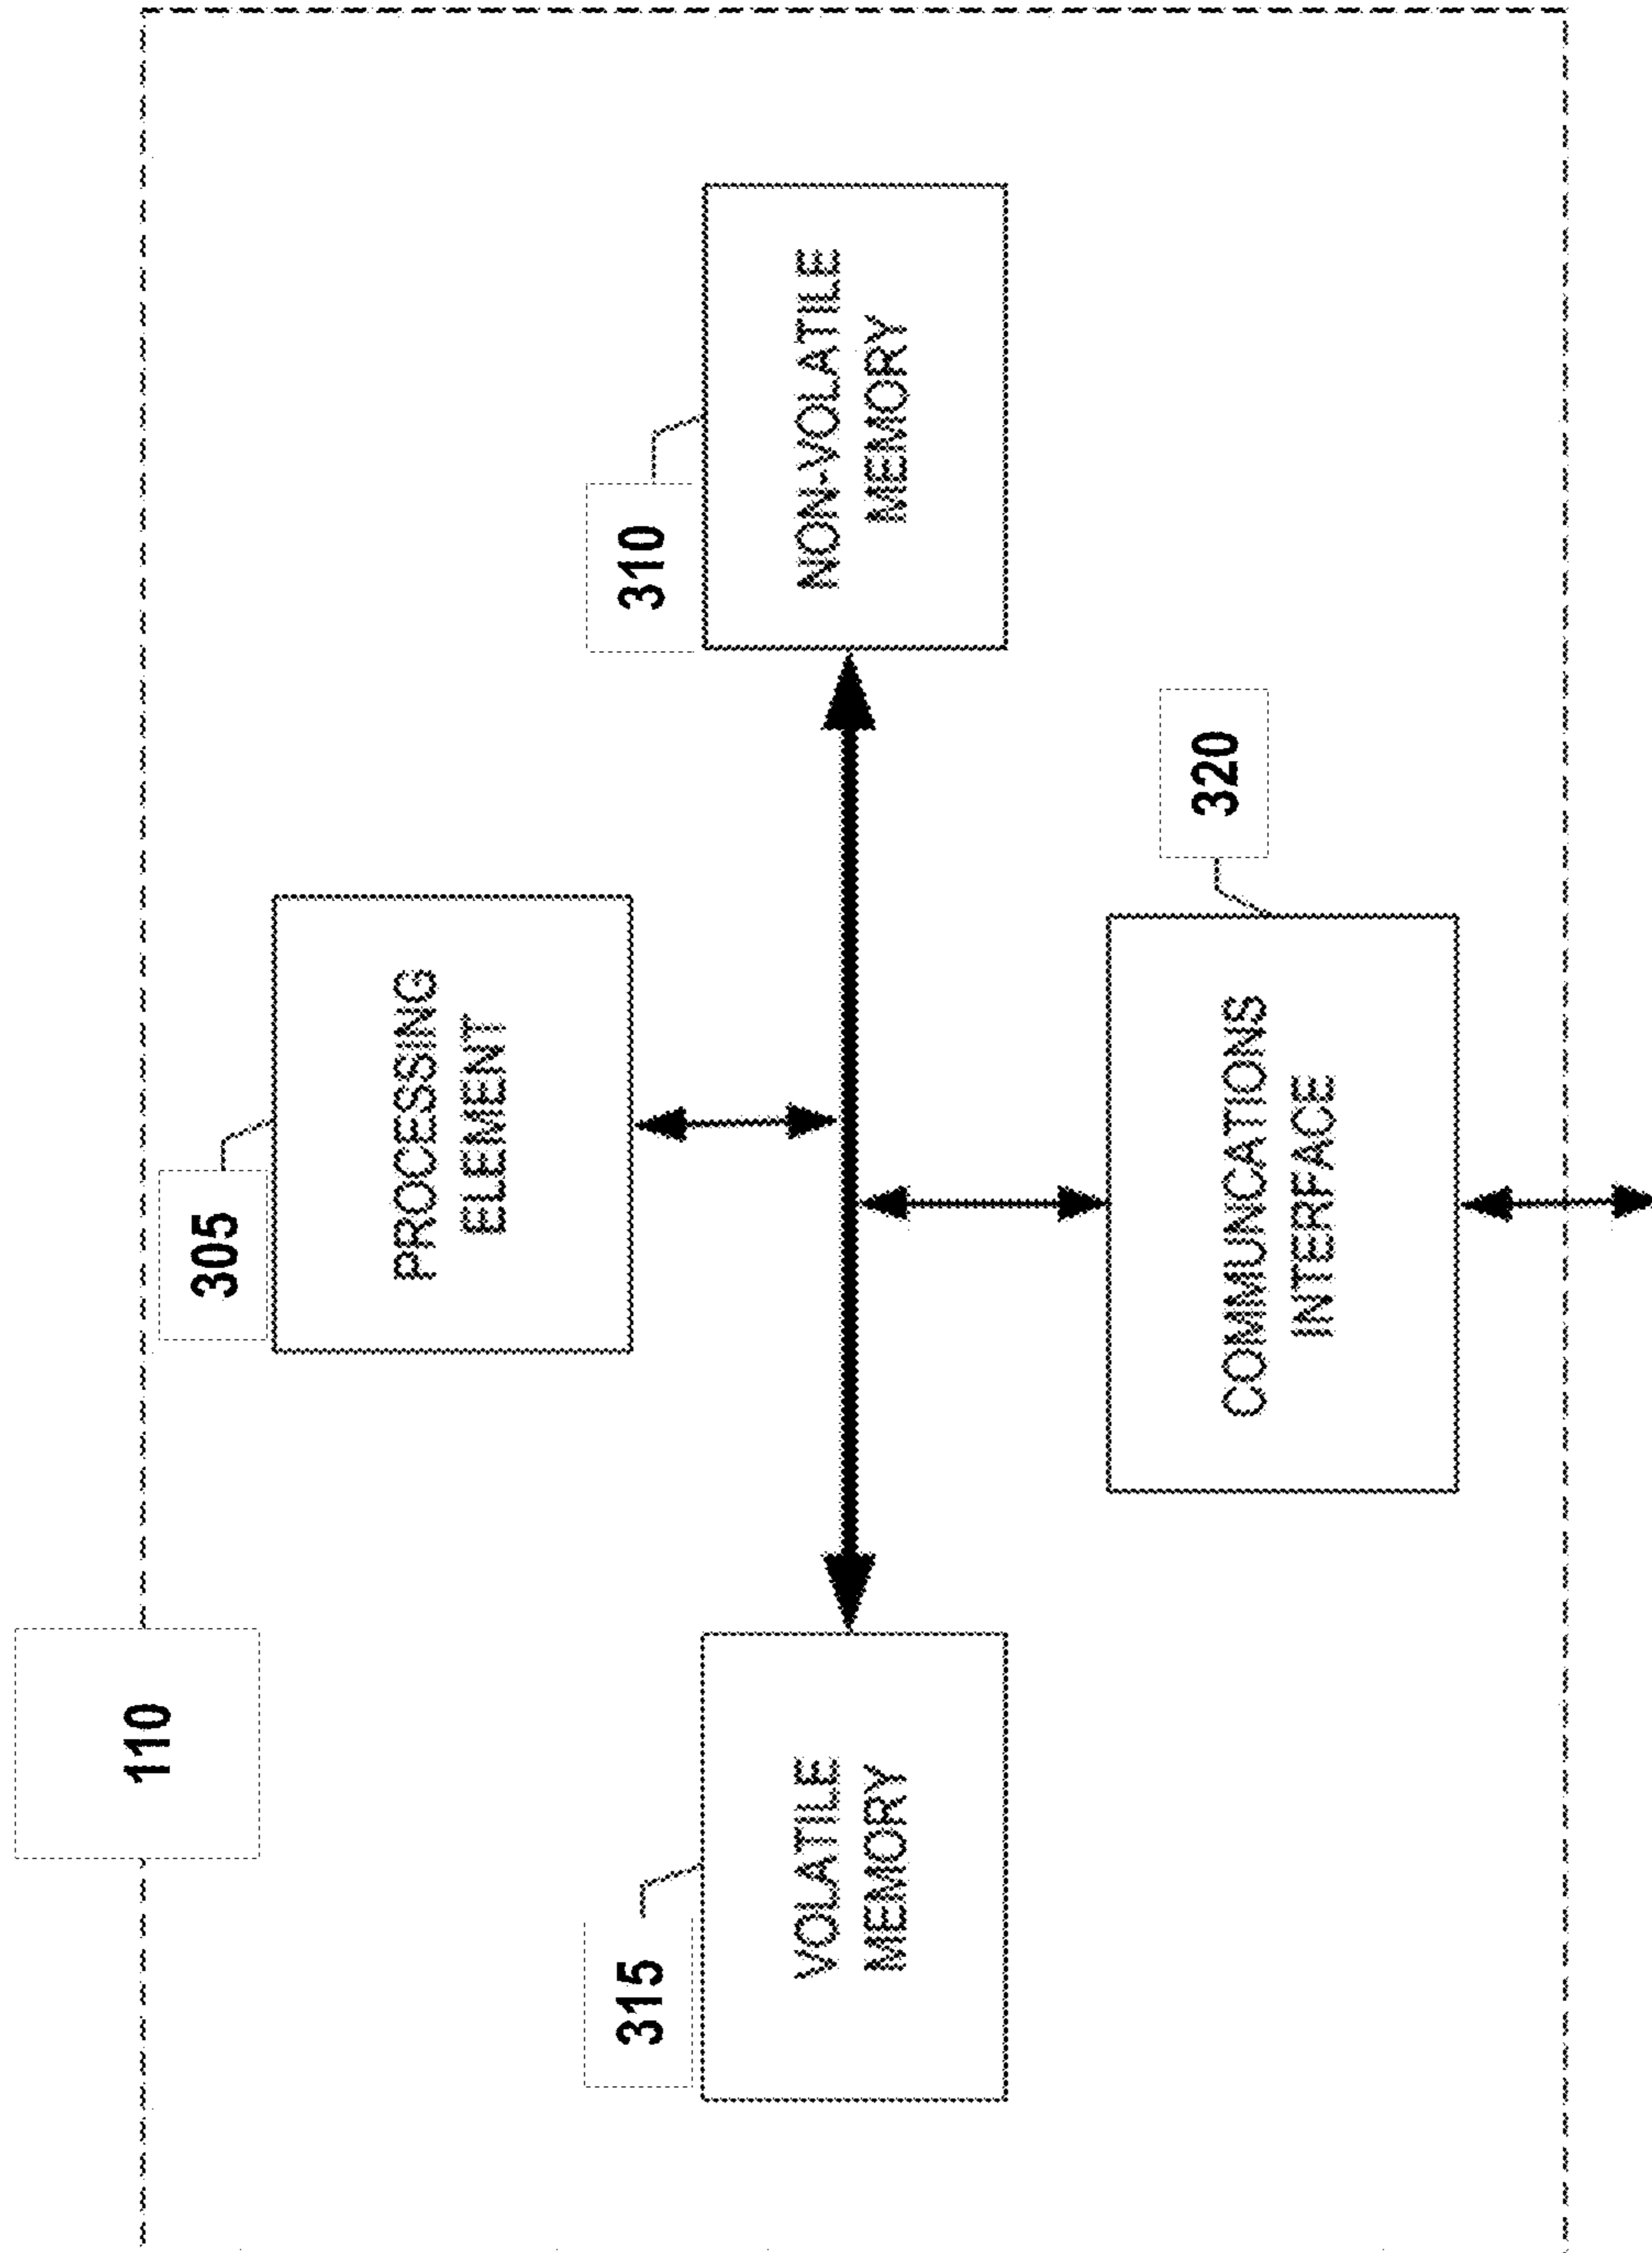 110
305
PROCESSING
ELEMENT
315
VOLATILE
MEMORY
310
NON-VOLATILE
MEMORY
320
COMMUNCATIONS
INTERFACE